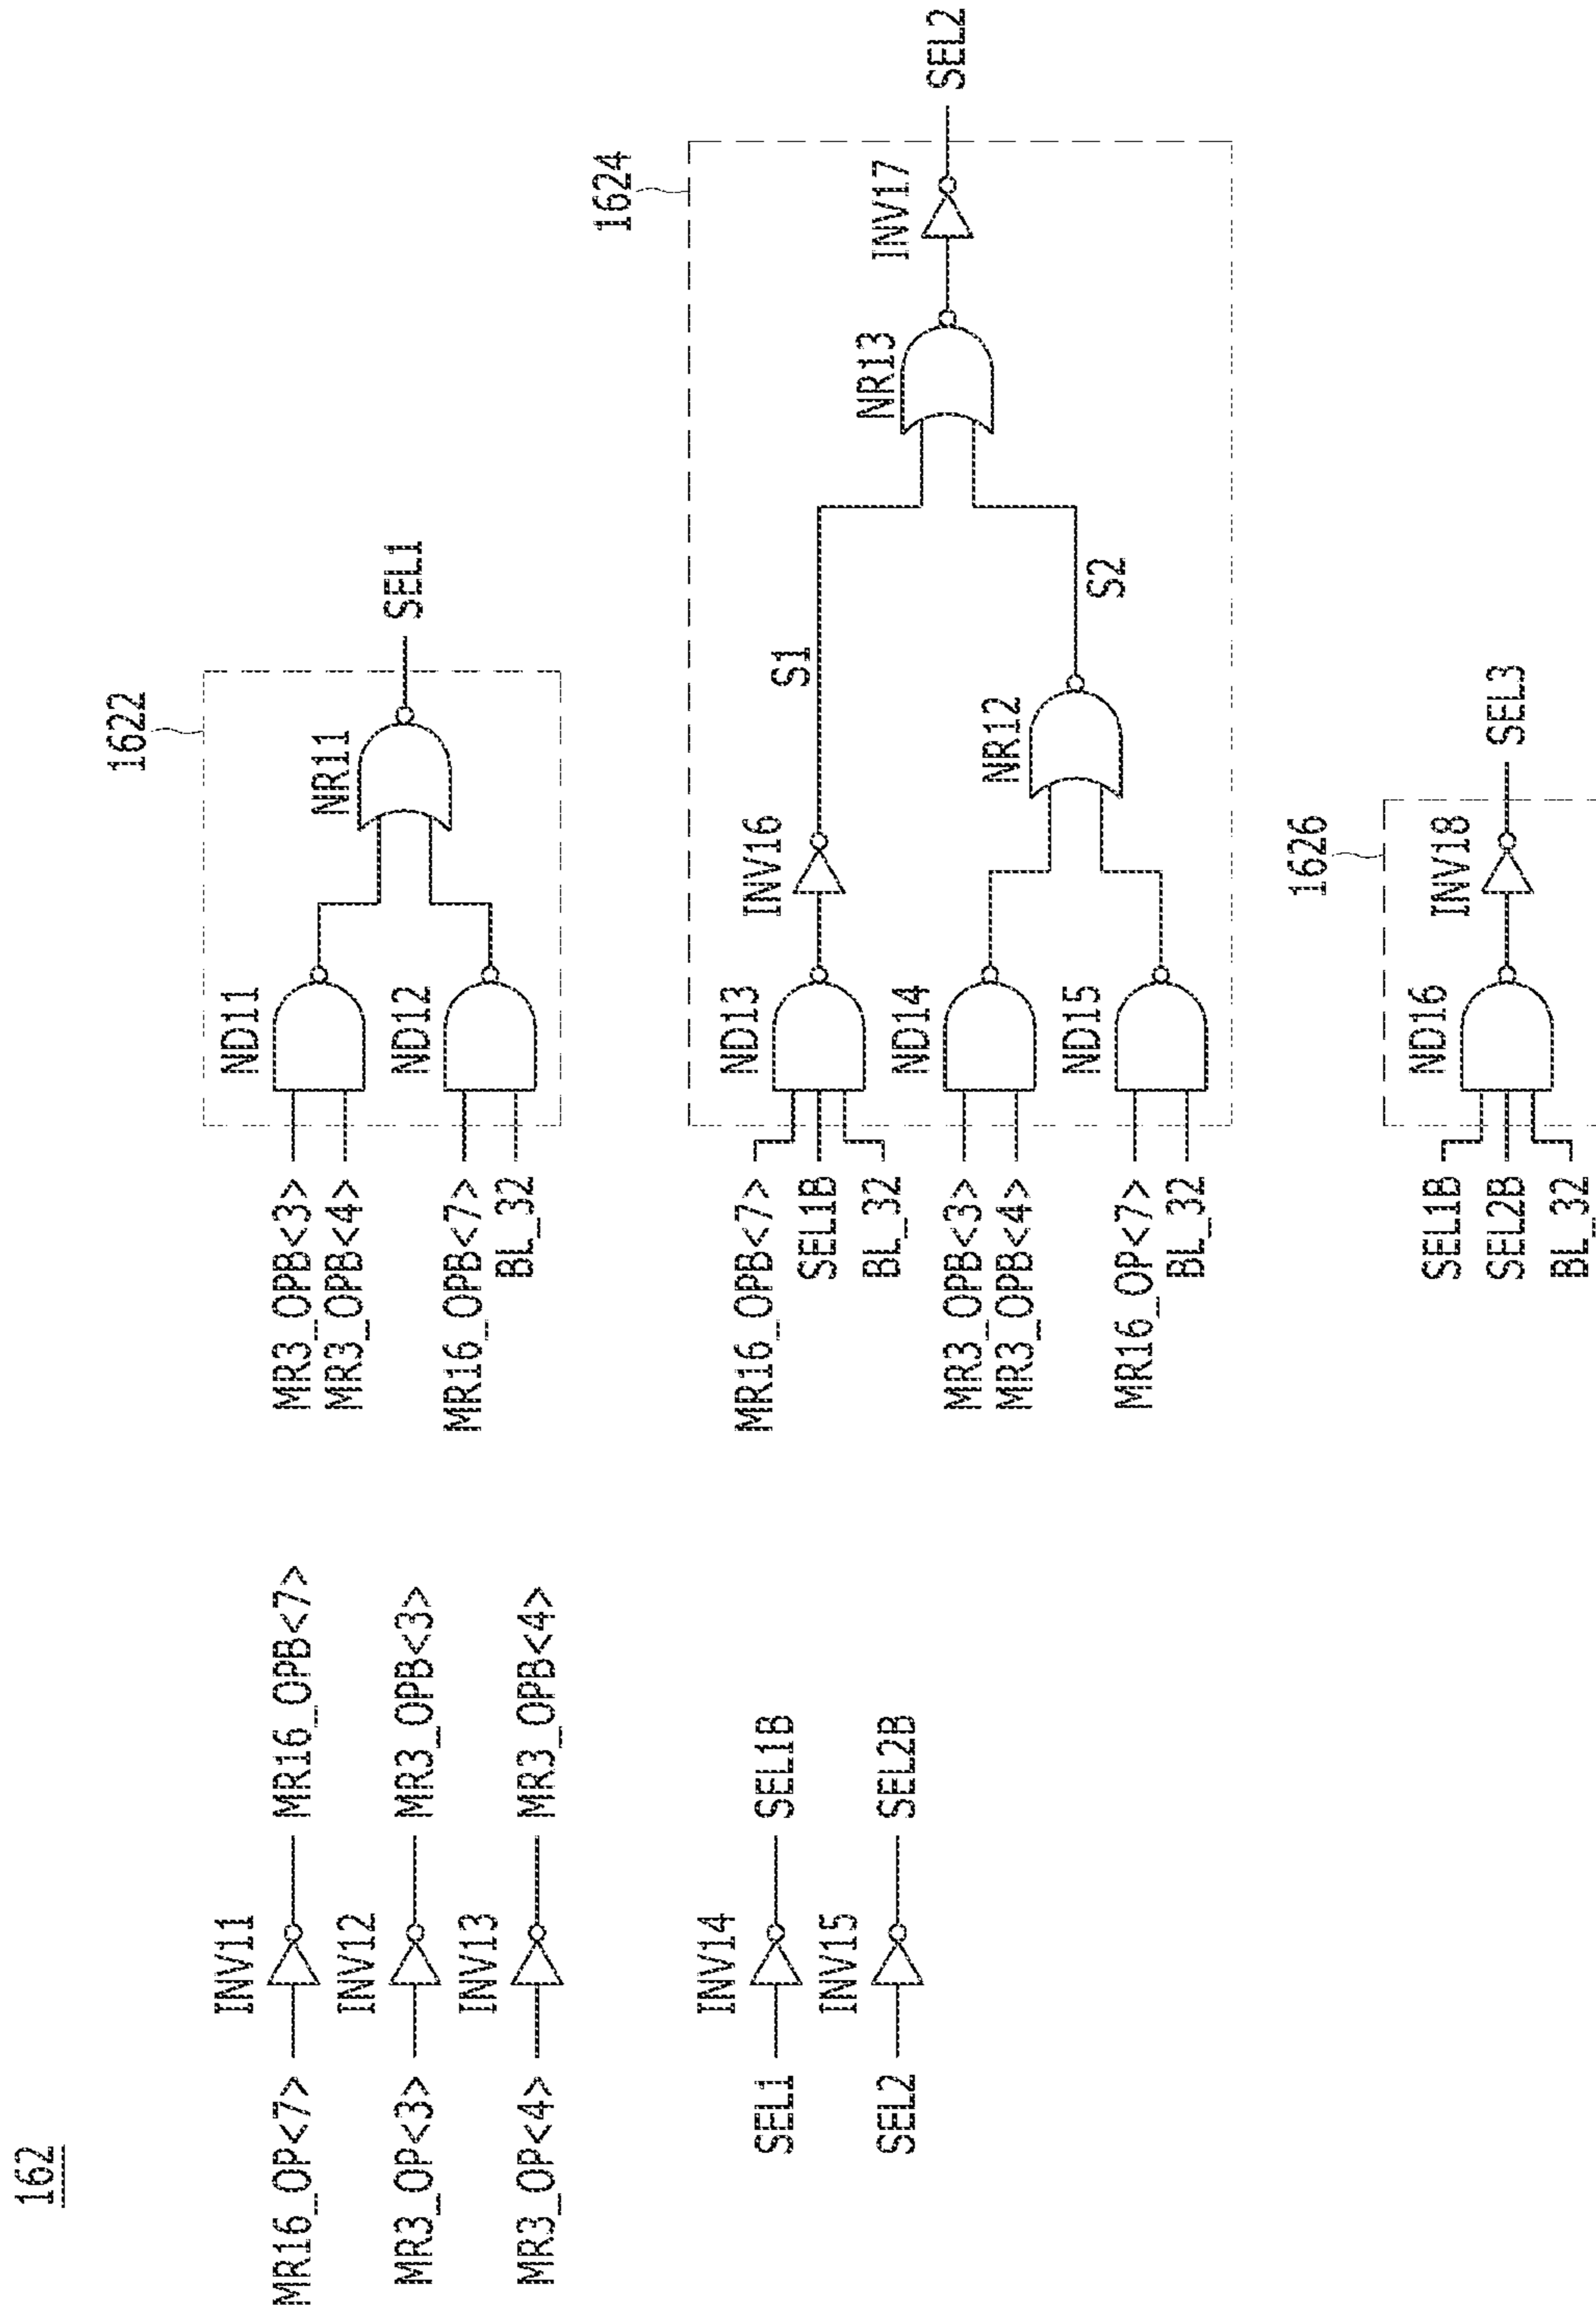 162
INV11
MR16_OP<7>
MR16_OPB<7>
INV12
MR3_OP<3>
MR3_OPB<3>
INV13
MR3_OP<4>
MR3_OPB<4>
INV14
SEL1
SEL1B
INV15
SEL2
SEL2B
1622
MR3_OPB<3>
MR3_OPB<4>
ND11
MR16_OPB<7>
BL_32
ND12
NR11
SEL1
1624
MR16_OPB<7>
SEL1B
BL_32
ND13
INV16
S1
MR3_OPB<3>
MR3_OPB<4>
ND14
MR16_OP<7>
BL_32
ND15
NR12
S2
NR13
INV17
SEL2
1626
SEL1B
SEL2B
BL_32
ND16
INV18
SEL3